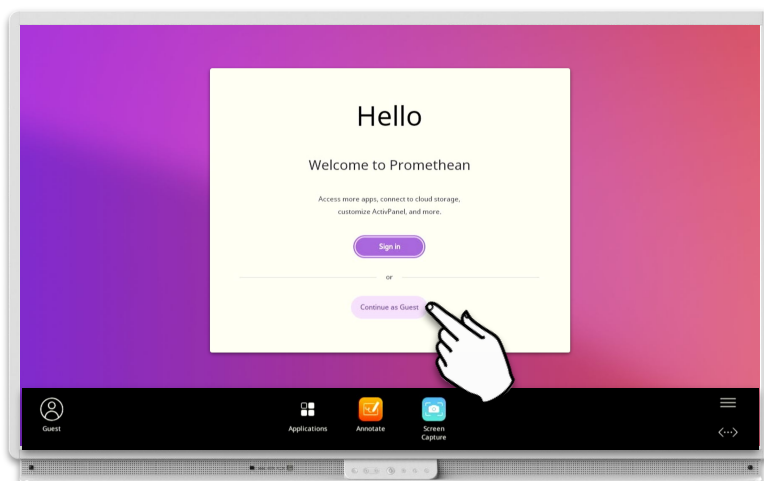 Hello
Welcome to Promethean
Access more apps, connect to cloud storage,
customize ActivPanel, and more.
Sign in
or
Continue as Guest
Guest
Applications
Annotate
Screen
Capture